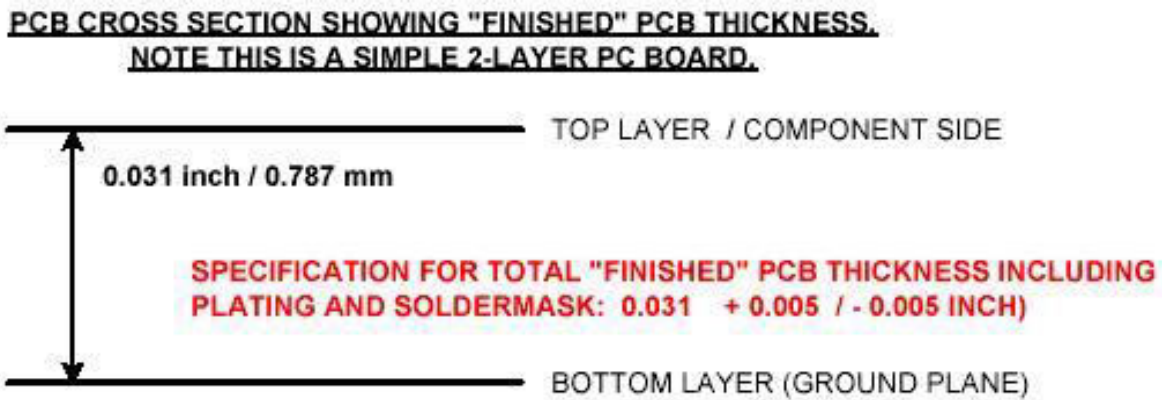 PCB CROSS SECTION SHOWING "FINISHED" PCB THICKNESS.
NOTE THIS IS A SIMPLE 2-LAYER PC BOARD.
TOP LAYER / COMPONENT SIDE
0.031 inch / 0.787 mm
SPECIFICATION FOR TOTAL "FINISHED" PCB THICKNESS INCLUDING
PLATING AND SOLDERMASK: 0.031 + 0.005 / - 0.005 INCH)
BOTTOM LAYER (GROUND PLANE)